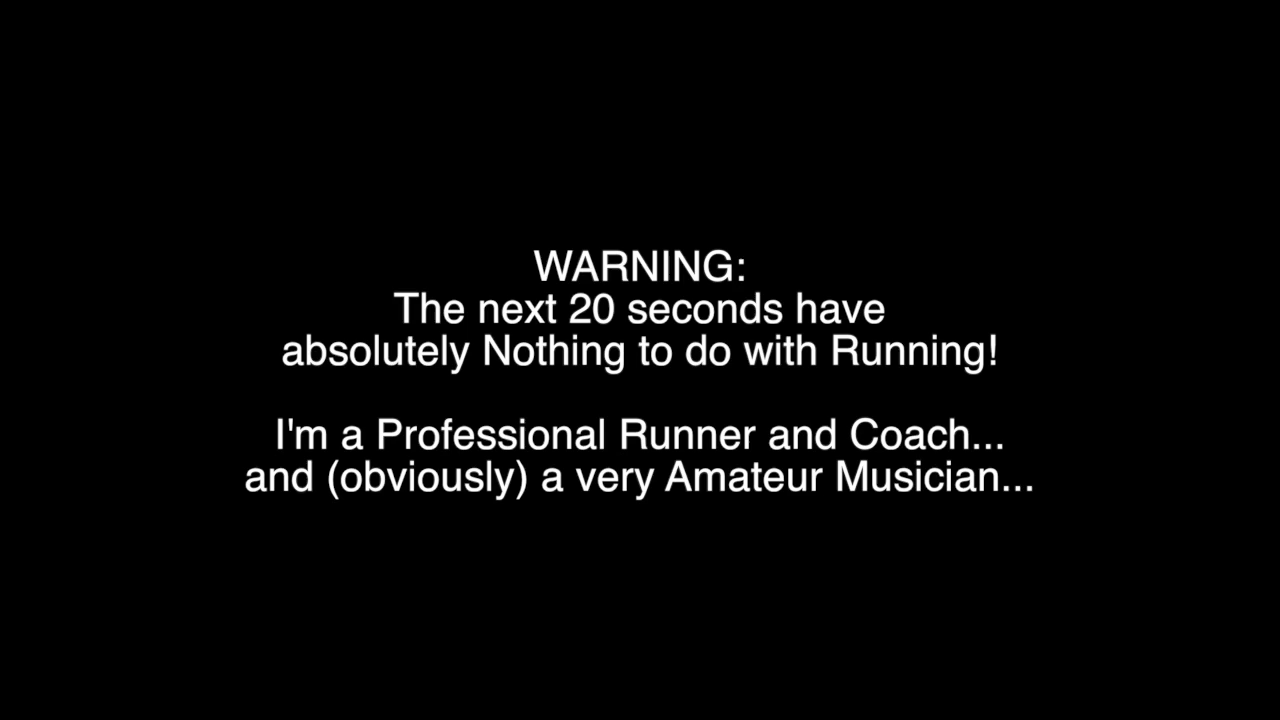 WARNING:
The next 20 seconds have
absolutely Nothing to do with Running!
I'm a Professional Runner and Coach...
and (obviously) a very Amateur Musician...